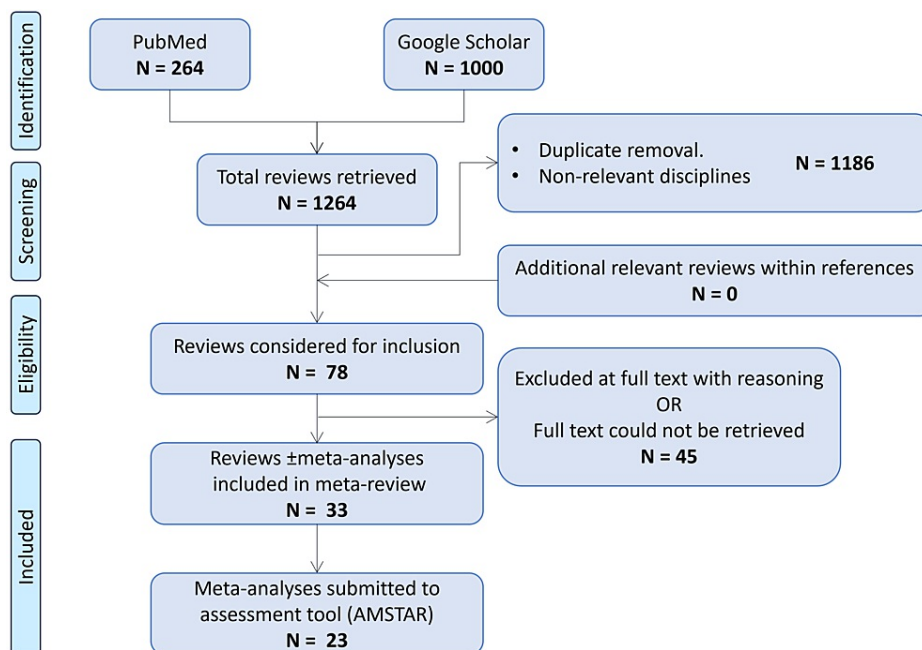 Identification
PubMed
N = 264
Google Scholar
N = 1000
Screening
Total reviews retrieved
N = 1264
• Duplicate removal.
• Non-relevant disciplines
N = 1186
Additional relevant reviews within references
N = 0
Eligibility
Reviews considered for inclusion
N = 78
Excluded at full text with reasoning
OR
Full text could not be retrieved
N = 45
Included
Reviews ±meta-analyses
included in meta-review
N = 33
Meta-analyses submitted to
assessment tool (AMSTAR)
N = 23